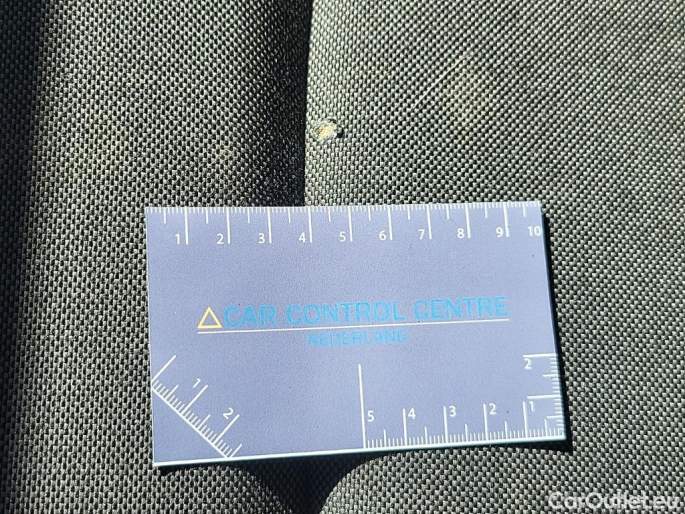 1 2 3 4 5 6 7 8 9 10
CAR CONTROL CENTRE
NEDERLAND
2
1 2
5 4 3 2 1
CarOutlet.eu